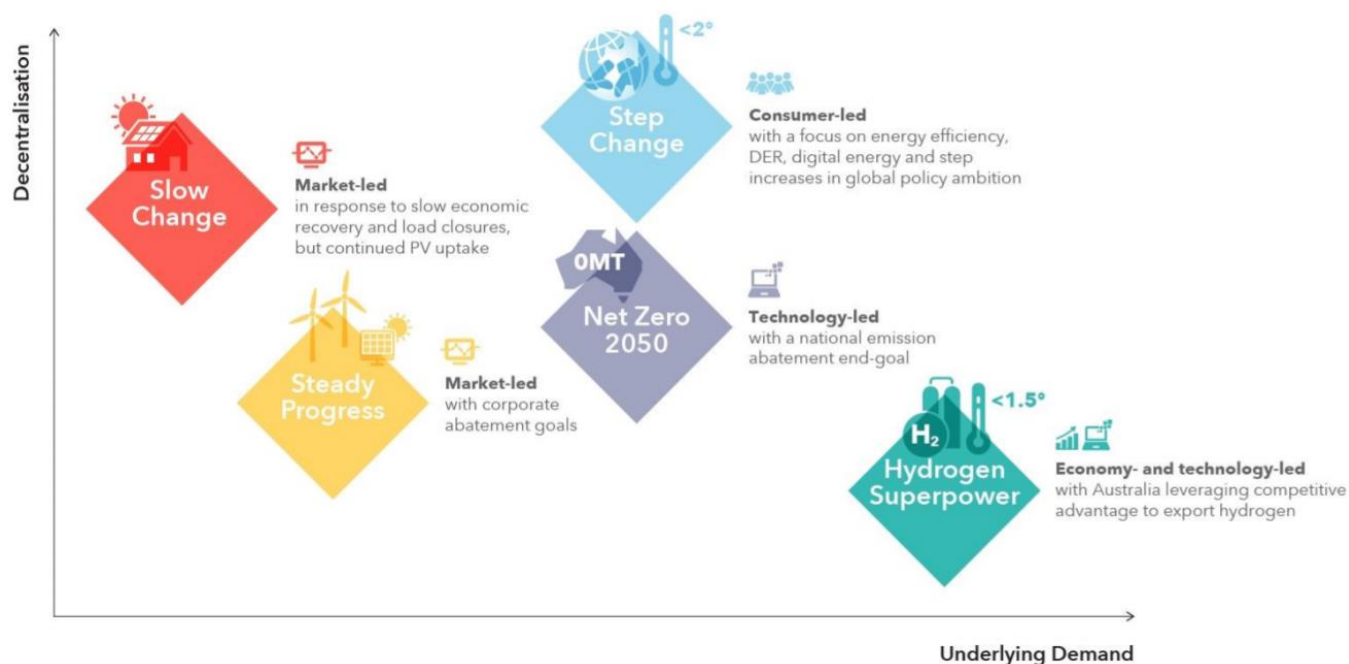 Decentralisation
<2°
Step
Change
Consumer-led
with a focus on energy efficiency,
DER, digital energy and step
increases in global policy ambition
Slow
Change
Market-led
in response to slow economic
recovery and load closures,
but continued PV uptake
0MT
Net Zero
2050
Technology-led
with a national emission
abatement end-goal
Steady
Progress
Market-led
with corporate
abatement goals
<1.5°
H₂
Hydrogen
Superpower
Economy- and technology-led
with Australia leveraging competitive
advantage to export hydrogen
Underlying Demand